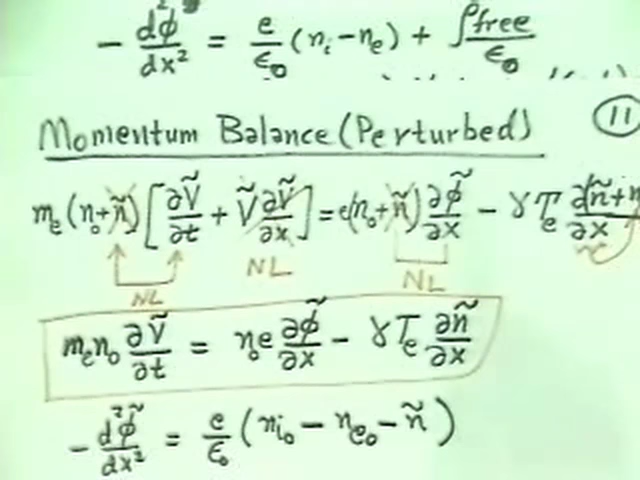 - d²ϕ/dx² = e/ϵ₀ (nᵢ - nₑ) + ρfree/ϵ₀
Momentum Balance (Perturbed) 11
mₑ(n₀+ñ)[∂Ṽ/∂t + Ṽ ∂Ṽ/∂x] = e(n₀+ñ) ∂ϕ̃/∂x - γTₑ ∂(ñ+n
NL NL NL
mₑn₀ ∂Ṽ/∂t = n₀e ∂ϕ̃/∂x - γTₑ ∂ñ/∂x
- d²ϕ̃/dx² = e/ϵ₀ (nᵢ₀ - nₑ₀ - ñ)